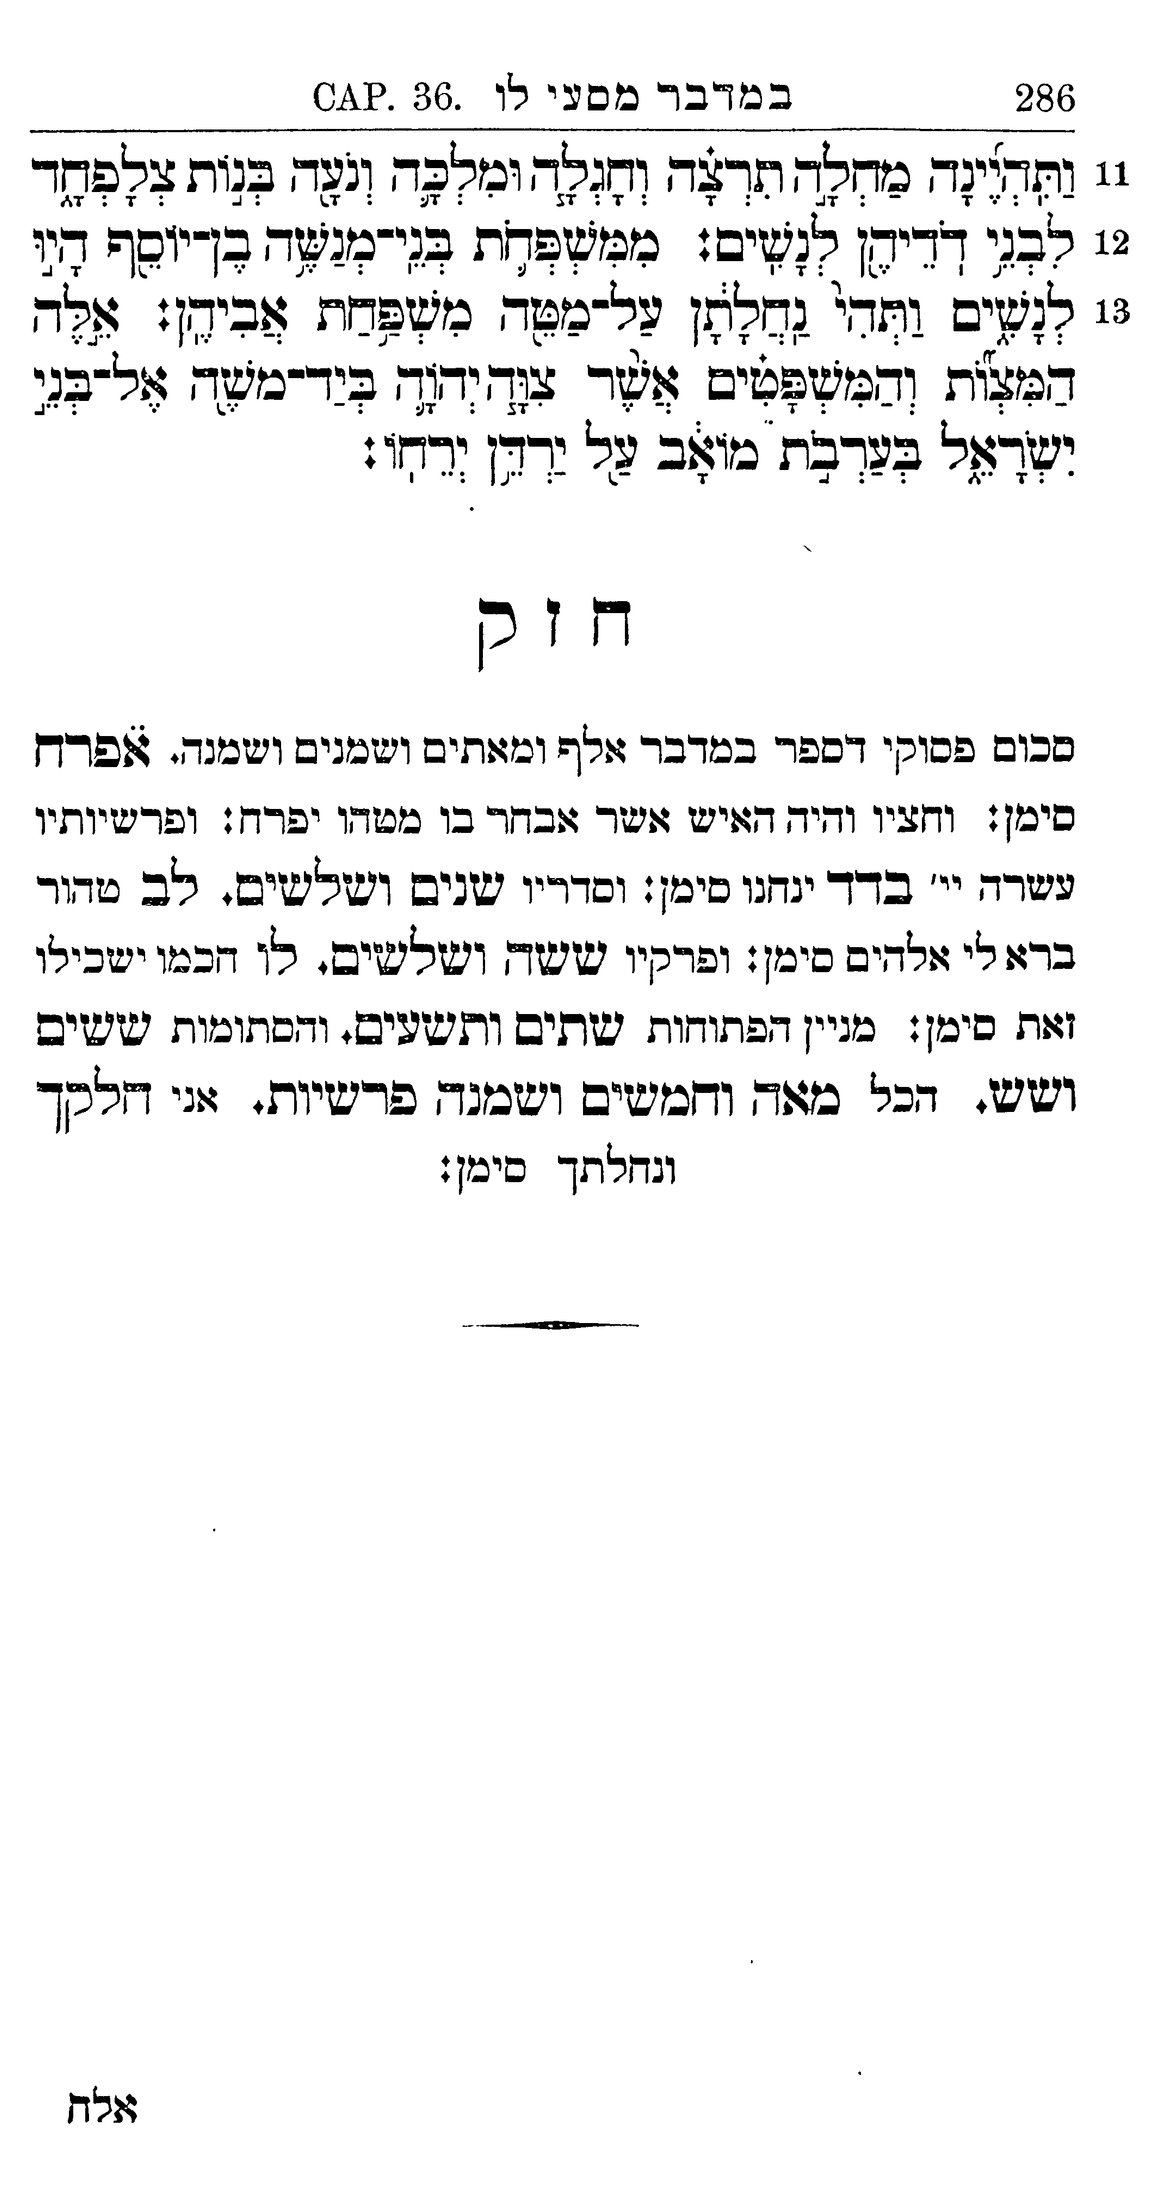 286 במדבר מסעי לו CAP. 36.
11 וַתִּהְיֶ֜ינָה מַחְלָ֣ה תִרְצָ֗ה וְחָגְלָ֧ה וּמִלְכָּ֛ה וְנֹעָ֖ה בְּנ֣וֹת צְלָפְחָ֑ד
12 לִבְנֵ֥י דֹדֵיהֶ֖ן לְנָשִֽׁים׃ מִֽמִּשְׁפְּחֹ֛ת בְּנֵֽי־מְנַשֶּׁ֥ה בֶן־יוֹסֵ֖ף הָי֣וּ
13 לְנָשִׁ֑ים וַתְּהִי֙ נַחֲלָתָ֔ן עַל־מַטֵּ֖ה מִשְׁפַּ֥חַת אֲבִיהֶֽן׃ אֵ֣לֶּה
הַמִּצְוֺ֞ת וְהַמִּשְׁפָּטִ֗ים אֲשֶׁ֨ר צִוָּ֧ה יְהוָֹ֛ה בְּיַד־מֹשֶׁ֖ה אֶל־בְּנֵ֣י
יִשְׂרָאֵ֑ל בְּעַרְבֹ֣ת מוֹאָ֔ב עַ֖ל יַרְדֵּ֥ן יְרֵחֽוֹ׃
ח ז ק
סכום פסוקי דספר במדבר אלף ומאתים ושמנים ושמנה. א̈פרח
סימן: וחציו והיה האיש אשר אבחר בו מטהו יפרח: ופרשיותיו
עשרה יי׳ בדד ינחנו סימן: וסדריו שנים ושלשים. לב טהור
ברא לי אלהים סימן: ופרקיו ששה ושלשים. לו חכמו ישכילו
זאת סימן: מניין הפתוחות שתים ותשעים. והסתומות ששים
ושש. הכל מאה וחמשים ושמנה פרשיות. אני חלקך
ונחלתך סימן:
אלה